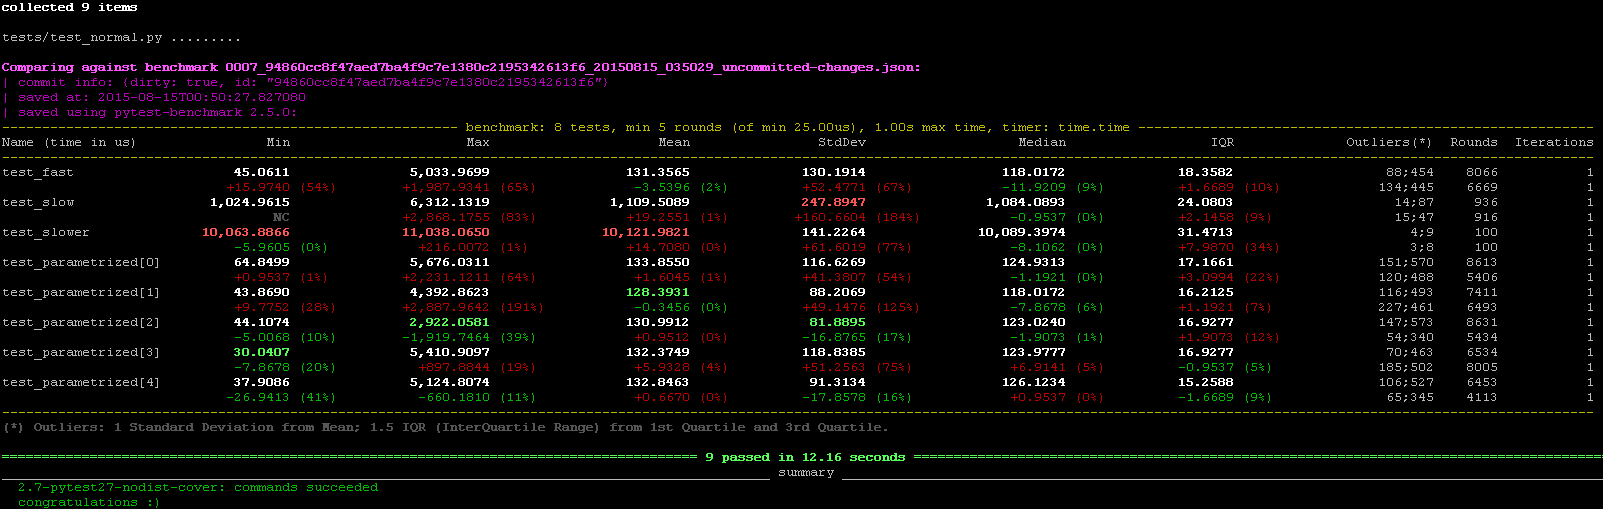 collected 9 items
tests/test_normal.py .........
Comparing against benchmark 0007_94860cc8f47aed7ba4f9c7e1380c2195342613f6_20150815_035029_uncommitted-changes.json:
| commit info: {dirty: true, id: "94860cc8f47aed7ba4f9c7e1380c2195342613f6"}
| saved at: 2015-08-15T00:50:27.827080
| saved using pytest-benchmark 2.5.0:
benchmark: 8 tests, min 5 rounds (of min 25.00us), 1.00s max time, timer: time.time
Name (time in us) Min Max Mean StdDev Median IQR Outliers(*) Rounds Iterations
test_fast 45.0611 5,033.9699 131.3565 130.1914 118.0172 18.3582 88;454 8066 1
+15.9740 (54%) +1,987.9341 (65%) -3.5396 (2%) +52.4771 (67%) -11.9209 (9%) +1.6689 (10%) 134;445 6669 1
test_slow 1,024.9615 6,312.1319 1,109.5089 247.8947 1,084.0893 24.0803 14;87 936 1
NC +2,868.1755 (83%) +19.2551 (1%) +160.6604 (184%) -0.9537 (0%) +2.1458 (9%) 15;47 916 1
test_slower 10,063.8866 11,038.0650 10,121.9821 141.2264 10,089.3974 31.4713 4;9 100 1
-5.9605 (0%) +216.0072 (1%) +14.7080 (0%) +61.6019 (77%) -8.1062 (0%) +7.9870 (34%) 3;8 100 1
test_parametrized[0] 64.8499 5,676.0311 133.8550 116.6269 124.9313 17.1661 151;570 8613 1
+0.9537 (1%) +2,231.1211 (64%) +1.6045 (1%) +41.3807 (54%) -1.1921 (0%) +3.0994 (22%) 120;488 5406 1
test_parametrized[1] 43.8690 4,392.8623 128.3931 88.2069 118.0172 16.2125 116;493 7411 1
+9.7752 (28%) +2,887.9642 (191%) -0.3456 (0%) +49.1476 (125%) -7.8678 (6%) +1.1921 (7%) 227;461 6493 1
test_parametrized[2] 44.1074 2,922.0581 130.9912 81.8895 123.0240 16.9277 147;573 8631 1
-5.0068 (10%) -1,919.7464 (39%) +0.9512 (0%) -16.8765 (17%) -1.9073 (1%) +1.9073 (12%) 54;340 5434 1
test_parametrized[3] 30.0407 5,410.9097 132.3749 118.8385 123.9777 16.9277 70;463 6534 1
-7.8678 (20%) +897.8844 (19%) +5.9328 (4%) +51.2563 (75%) +6.9141 (5%) -0.9537 (5%) 185;502 8005 1
test_parametrized[4] 37.9086 5,124.8074 132.8463 91.3134 126.1234 15.2588 106;527 6453 1
-26.9413 (41%) -660.1810 (11%) +0.6670 (0%) -17.8578 (16%) +0.9537 (0%) -1.6689 (9%) 65;345 4113 1
(*) Outliers: 1 Standard Deviation from Mean; 1.5 IQR (InterQuartile Range) from 1st Quartile and 3rd Quartile.
9 passed in 12.16 seconds
summary
2.7-pytest27-nodist-cover: commands succeeded
congratulations :)